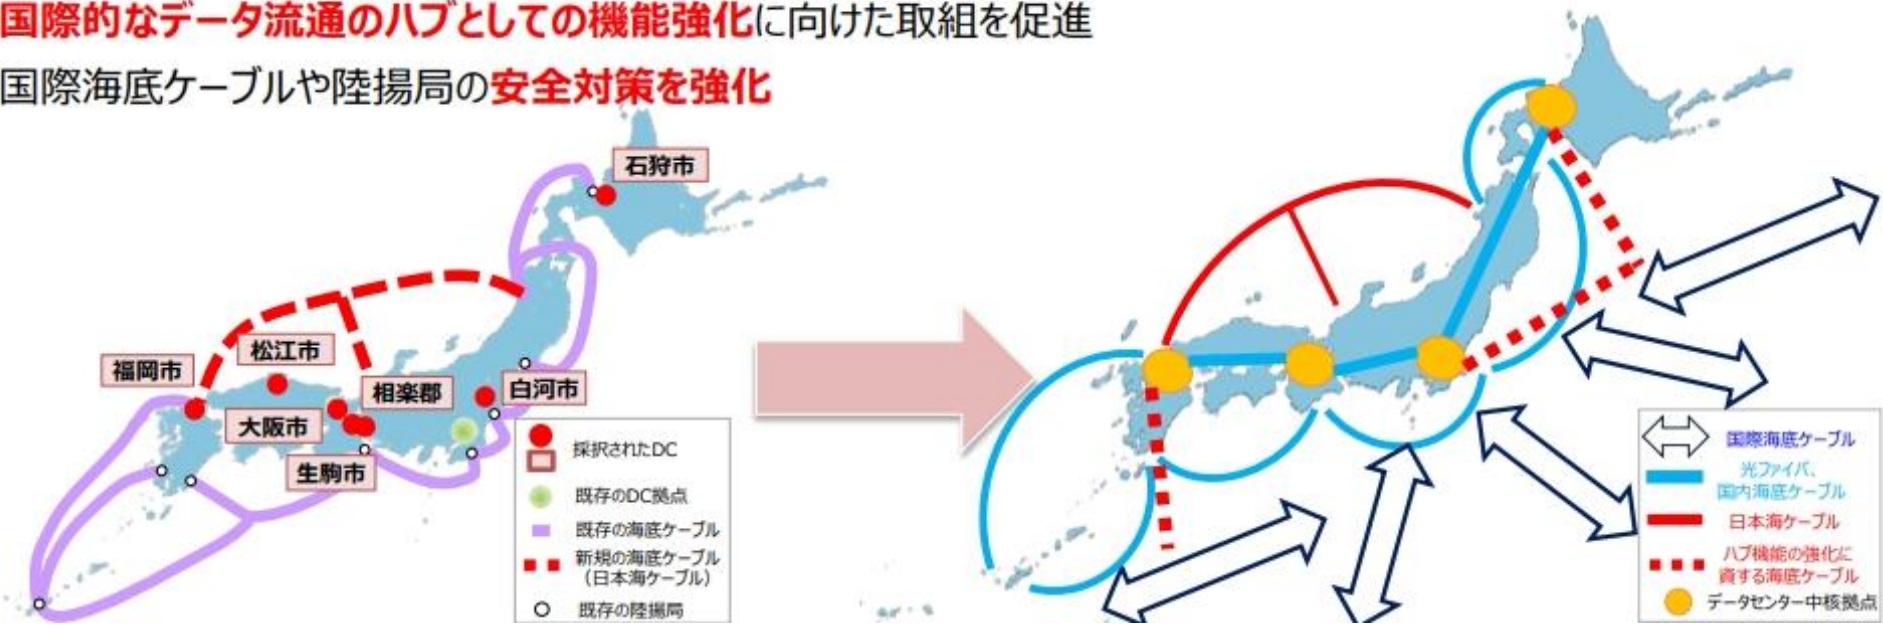 国際的なデータ流通のハブとしての機能強化に向けた取組を促進
国際海底ケーブルや陸揚局の安全対策を強化
石狩市
松江市
福岡市
相楽郡
白河市
大阪市
生駒市
採択されたDC
既存のDC拠点
既存の海底ケーブル
新規の海底ケーブル
（日本海ケーブル）
既存の陸揚局
国際海底ケーブル
光ファイバ、
国内海底ケーブル
日本海ケーブル
ハブ機能の強化に
資する海底ケーブル
データセンター中核拠点